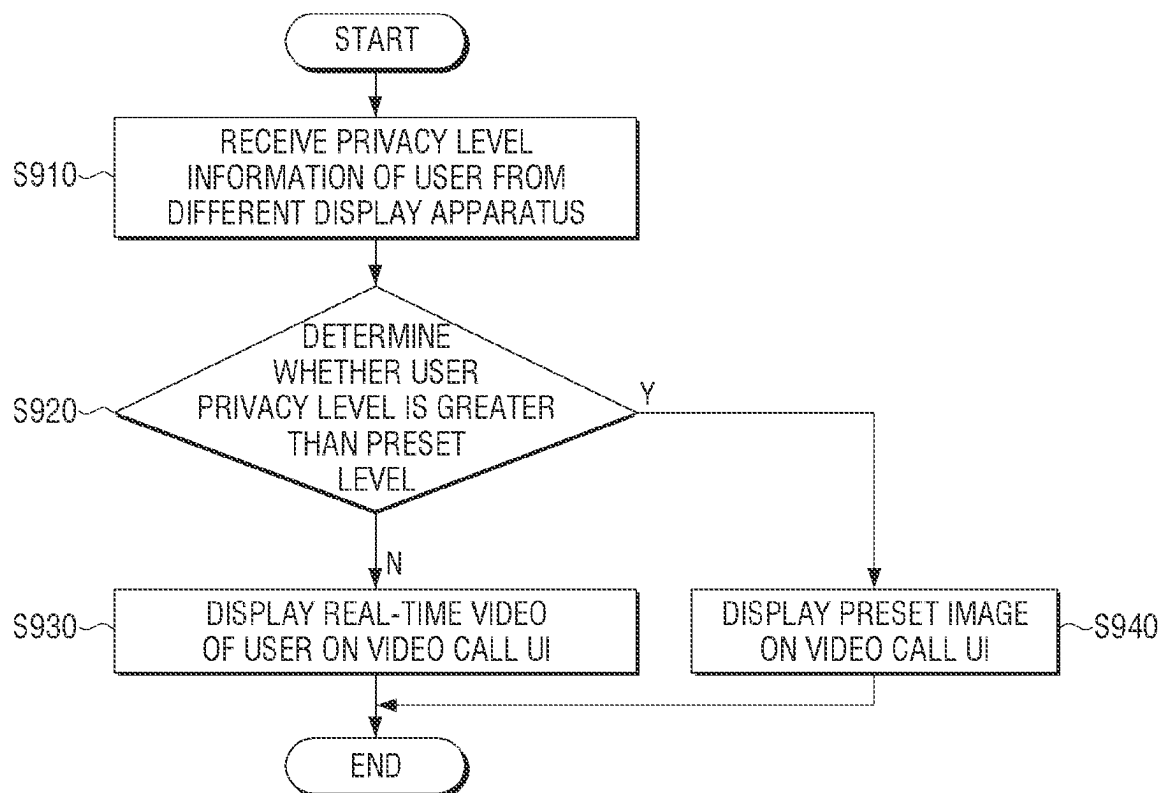 START
S910
RECEIVE PRIVACY LEVEL
INFORMATION OF USER FROM
DIFFERENT DISPLAY APPARATUS
S920
DETERMINE
WHETHER USER
PRIVACY LEVEL IS GREATER
THAN PRESET
LEVEL
Y
N
S930
DISPLAY REAL-TIME VIDEO
OF USER ON VIDEO CALL UI
DISPLAY PRESET IMAGE
ON VIDEO CALL UI
S940
END